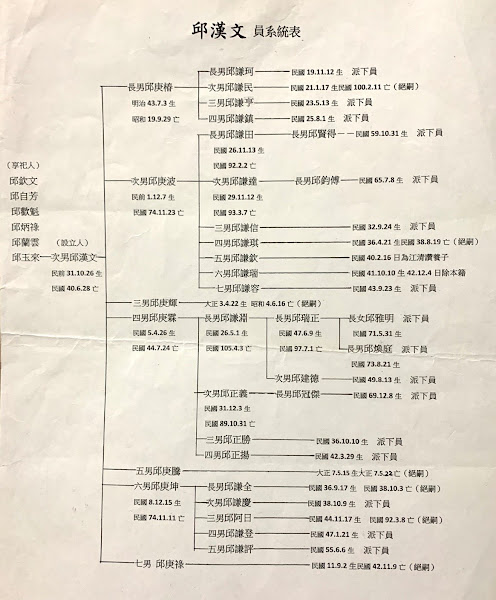 邱漢文 員系統表
長男邱謙珂 民國 19.11.12 生 派下員
長男邱庚椿 次男邱謙民 民國 21.1.17 生民國 100.2.11 亡（絕嗣）
明治 43.7.3 生 三男邱謙亨 民國 23.5.13 生 派下員
昭和 19.9.29 亡 四男邱謙鎮 民國 25.8.1 生 派下員
長男邱謙田 長男邱賢得 民國 59.10.31 生 派下員
民國 26.11.13 生
（享祀人） 民國 92.2.2 亡
邱欽文 次男邱庚波 次男邱謙達 長男邱鈞傅 民國 65.7.8 生 派下員
邱自芳 民前 1.12.7 生 民國 29.11.12 生
邱數魁 民國 74.11.23 亡 民國 93.3.7 亡
邱炳祿 三男邱謙信 民國 32.9.24 生 派下員
邱蘭雲 （設立人） 四男邱謙琪 民國 36.4.21 生民國 38.8.19 亡（絕嗣）
邱玉來 次男邱漢文 五男邱謙欽 民國 40.2.16 日為江清讚養子
民前 31.10.26 生 六男邱謙瑞 民國 41.10.10 生 42.12.4 日除本籍
民國 40.6.28 亡 七男邱謙容 民國 43.9.23 生 派下員
三男邱庚輝 大正 3.4.22 生 昭和 4.6.16 亡（絕嗣）
四男邱庚霖 長男邱謙淵 長男邱瑞正 長女邱雅明 派下員
民國 5.4.26 生 民國 26.5.1 生 民國 47.6.9 生 民國 71.5.31 生
民國 44.7.24 亡 民國 105.4.3 亡 民國 97.7.1 亡 長男邱煥庭 派下員
民國 73.8.21 生
次男邱建德 民國 49.8.13 生 派下員
次男邱正義 長男邱冠傑 民國 69.12.8 生 派下員
民國 31.12.3 生
民國 89.10.31 亡
三男邱正勝 民國 36.10.10 生 派下員
四男邱正揚 民國 42.3.29 生 派下員
五男邱庚騰 大正 7.5.15 生大正 7.5.22 亡（絕嗣）
六男邱庚坤 長男邱謙全 民國 36.9.17 生 民國 38.10.3 亡（絕嗣）
民國 8.12.15 生 次男邱謙慶 民國 38.10.9 生 派下員
民國 74.11.11 亡 三男邱阿日 民國 44.11.17 生 民國 92.3.8 亡（絕嗣）
四男邱謙登 民國 47.1.21 生 派下員
五男邱謙評 民國 55.6.6 生 派下員
七男 邱庚祿 民國 11.9.2 生民國 42.11.9 亡（絕嗣）